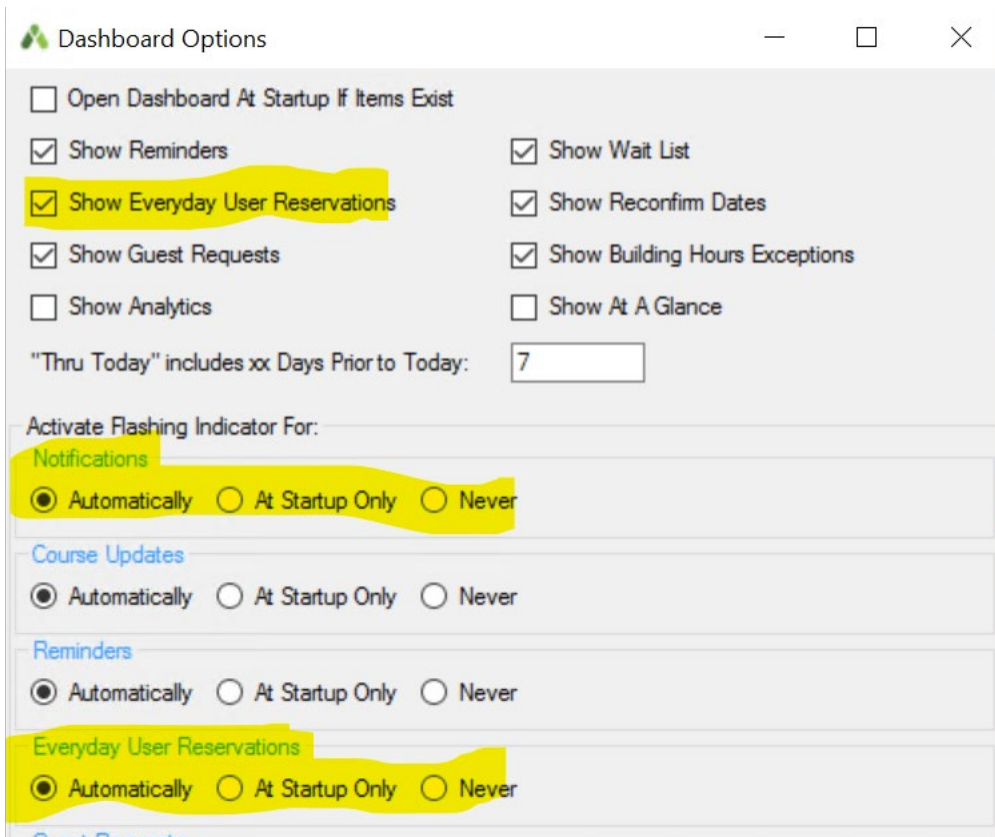 Dashboard Options
Open Dashboard At Startup If Items Exist
Show Reminders Show Wait List
Show Everyday User Reservations Show Reconfirm Dates
Show Guest Requests Show Building Hours Exceptions
Show Analytics Show At A Glance
"Thru Today" includes xx Days Prior to Today: 7
Activate Flashing Indicator For:
Notifications
Automatically At Startup Only Never
Course Updates
Automatically At Startup Only Never
Reminders
Automatically At Startup Only Never
Everyday User Reservations
Automatically At Startup Only Never